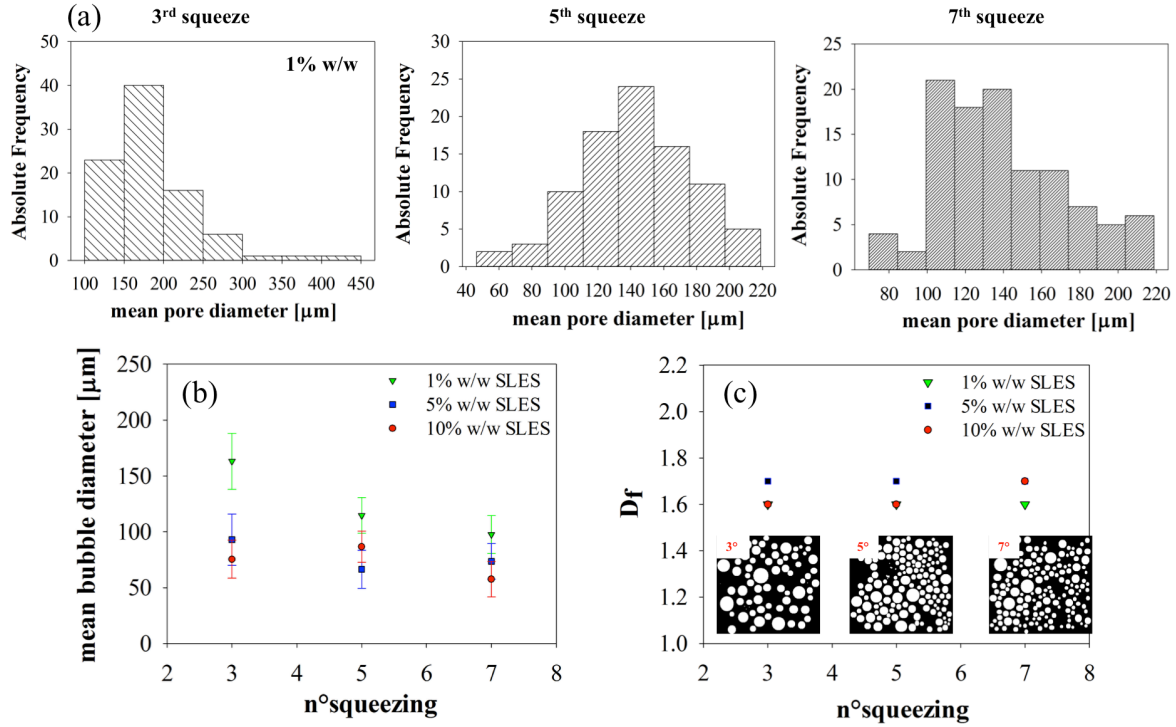 (a)
3rd squeeze
5th squeeze
7th squeeze
1% w/w
Absolute Frequency
50
40
30
20
10
0
100 150 200 250 300 350 400 450
mean pore diameter [µm]
Absolute Frequency
30
25
20
15
10
5
0
40 60 80 100 120 140 160 180 200 220
mean pore diameter [µm]
Absolute Frequency
25
20
15
10
5
0
80 100 120 140 160 180 200 220
mean pore diameter [µm]
(b)
mean bubble diameter [µm]
250
200
150
100
50
0
1% w/w SLES
5% w/w SLES
10% w/w SLES
2 3 4 5 6 7 8
n°squeezing
(c)
Df
2.2
2.0
1.8
1.6
1.4
1.2
1.0
1% w/w SLES
5% w/w SLES
10% w/w SLES
3°
5°
7°
2 3 4 5 6 7 8
n°squeezing